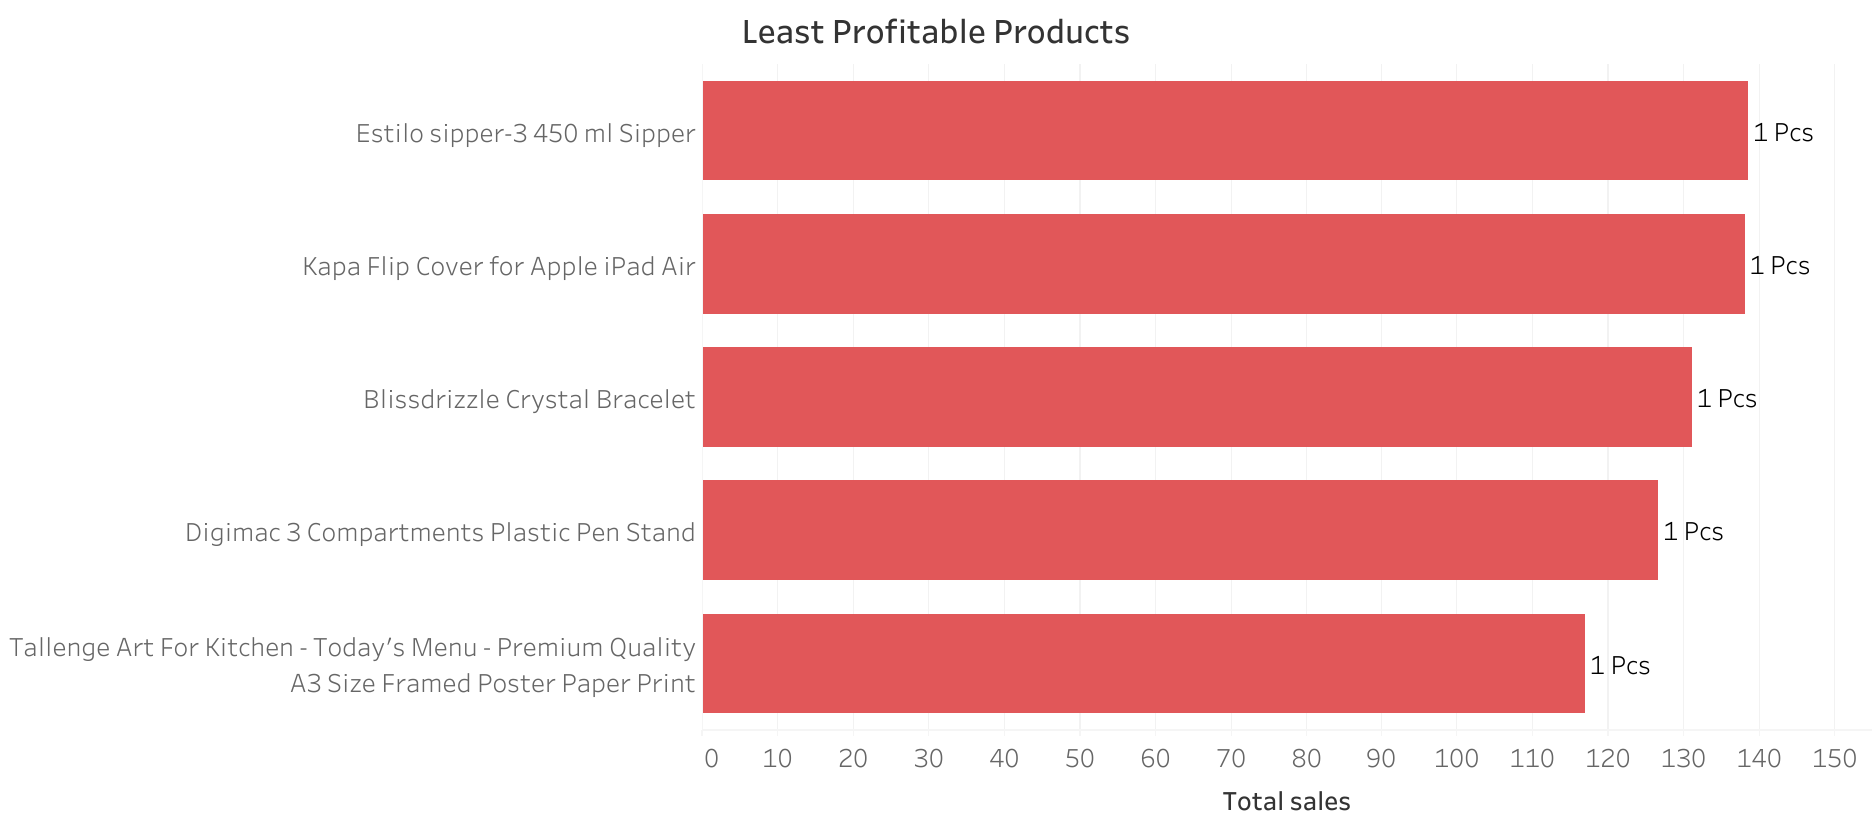 Least Profitable Products
Estilo sipper-3 450 ml Sipper
1 Pcs
Kapa Flip Cover for Apple iPad Air
1 Pcs
Blissdrizzle Crystal Bracelet
1 Pcs
Digimac 3 Compartments Plastic Pen Stand
1 Pcs
Tallenge Art For Kitchen - Today’s Menu - Premium Quality
A3 Size Framed Poster Paper Print
1 Pcs
0 10 20 30 40 50 60 70 80 90 100 110 120 130 140 150
Total sales